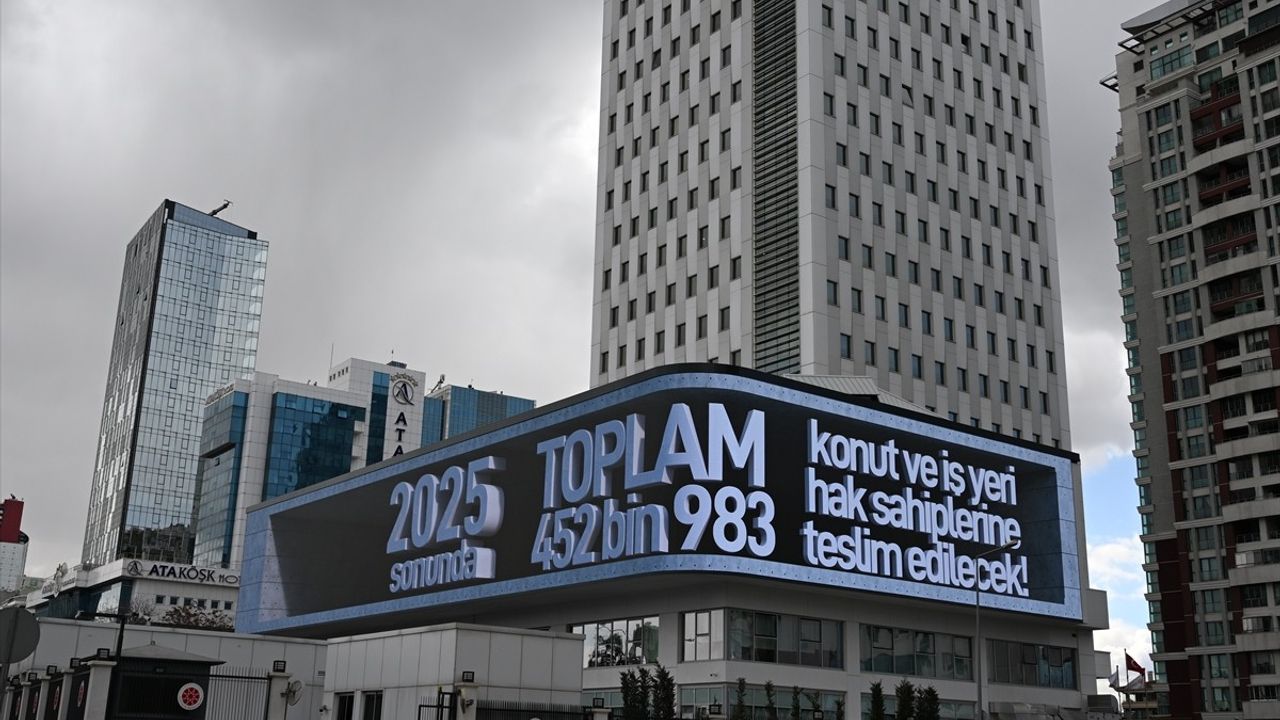 2025
sonunda
TOPLAM
452 bin 983
konut ve iş yeri
hak sahiplerine
teslim edilecek!
ATA
ATAKÖŞK